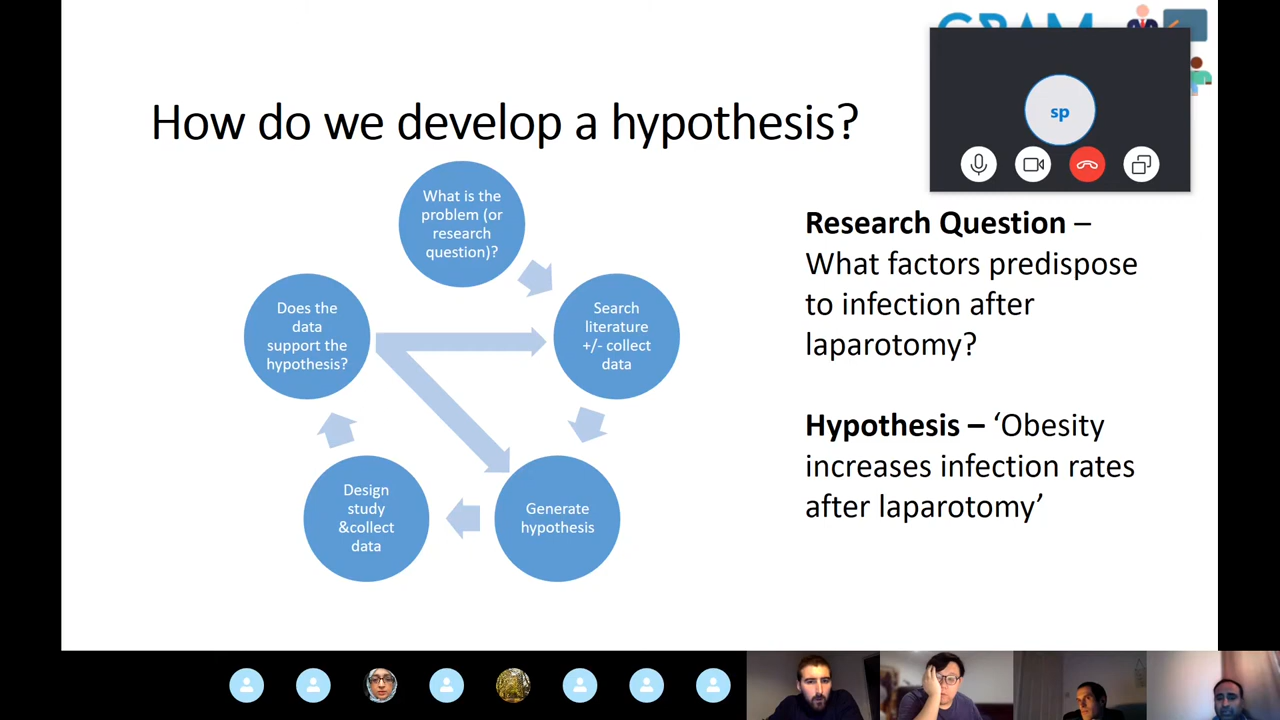 How do we develop a hypothesis?
sp
What is the
problem (or
research
question)?
Search
literature
+/- collect
data
Generate
hypothesis
Design
study
&collect
data
Does the
data
support the
hypothesis?
Research Question –
What factors predispose
to infection after
laparotomy?
Hypothesis – ‘Obesity
increases infection rates
after laparotomy’